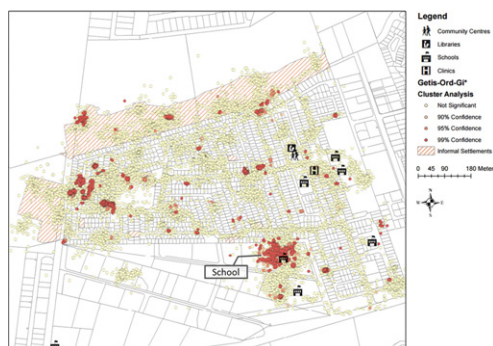 School
Legend
Community Centres
Libraries
Schools
Clinics
Getis-Ord-Gi*
Cluster Analysis
Not Significant
90% Confidence
95% Confidence
99% Confidence
Informal Settlements
0 45 90 180 Meter
N
W E
S